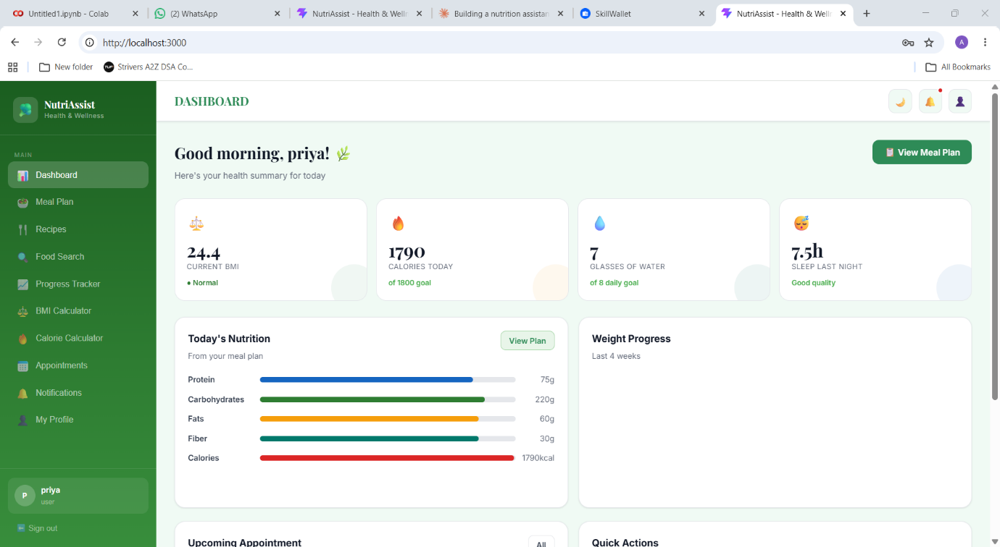 Untitled1.ipynb - Colab
(2) WhatsApp
NutriAssist - Health & Welln
Building a nutrition assistan
SkillWallet
NutriAssist - Health & Welln
http://localhost:3000
A
New folder
TUF
Strivers A2Z DSA Co...
All Bookmarks
NutriAssist
Health & Wellness
MAIN
Dashboard
Meal Plan
Recipes
Food Search
Progress Tracker
BMI Calculator
Calorie Calculator
Appointments
Notifications
My Profile
P
priya
user
Sign out
DASHBOARD
Good morning, priya!
Here's your health summary for today
View Meal Plan
24.4
CURRENT BMI
• Normal
1790
CALORIES TODAY
of 1800 goal
7
GLASSES OF WATER
of 8 daily goal
7.5h
SLEEP LAST NIGHT
Good quality
Today's Nutrition
View Plan
From your meal plan
Protein 75g
Carbohydrates 220g
Fats 60g
Fiber 30g
Calories 1790kcal
Weight Progress
Last 4 weeks
Upcoming Appointment
All
Quick Actions